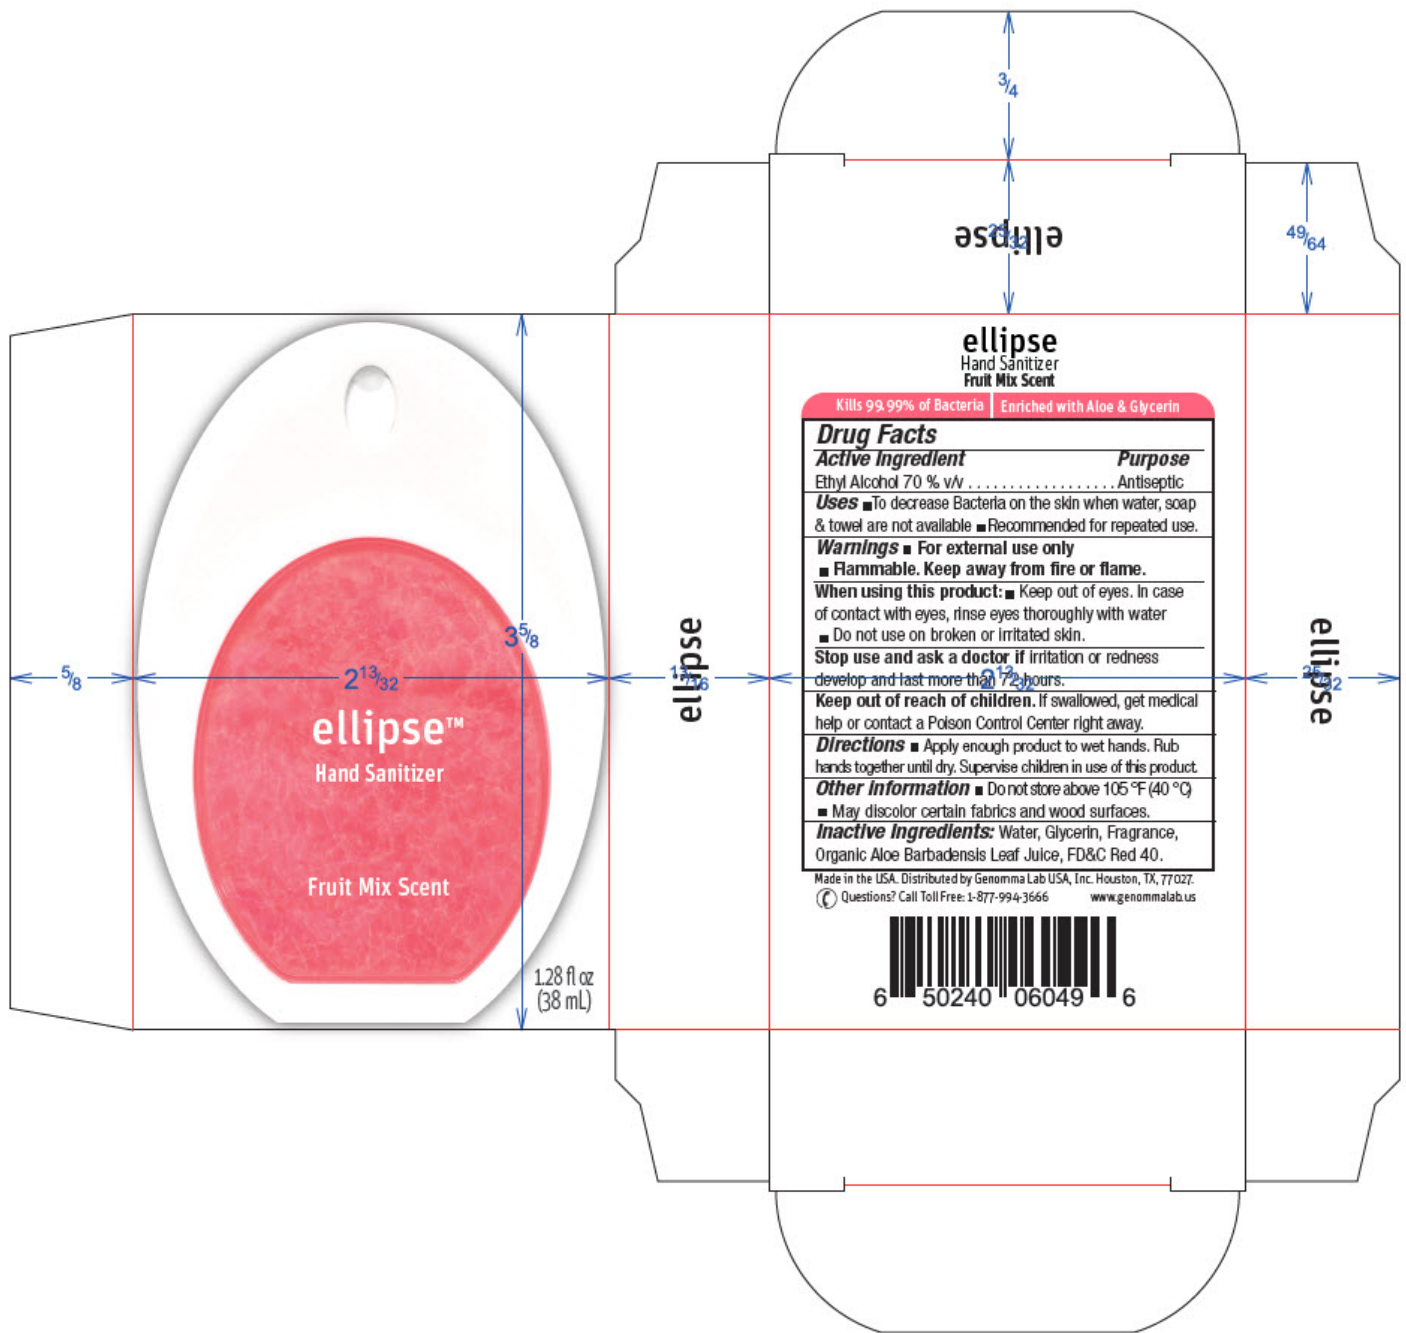 3/4
ellipse
25/32
49/64
ellipse
Hand Sanitizer
Fruit Mix Scent
Kills 99.99% of Bacteria Enriched with Aloe & Glycerin
Drug Facts
Active Ingredient Purpose
Ethyl Alcohol 70 % v/v . . . . . . . . . . . . . . . . . . Antiseptic
Uses ■ To decrease Bacteria on the skin when water, soap
& towel are not available ■ Recommended for repeated use.
Warnings ■ For external use only
■ Flammable. Keep away from fire or flame.
When using this product: ■ Keep out of eyes. In case
of contact with eyes, rinse eyes thoroughly with water
■ Do not use on broken or irritated skin.
Stop use and ask a doctor if irritation or redness
develop and last more than 72 hours.
Keep out of reach of children. If swallowed, get medical
help or contact a Poison Control Center right away.
Directions ■ Apply enough product to wet hands. Rub
hands together until dry. Supervise children in use of this product.
Other Information ■ Do not store above 105 °F (40 °C)
■ May discolor certain fabrics and wood surfaces.
Inactive Ingredients: Water, Glycerin, Fragrance,
Organic Aloe Barbadensis Leaf Juice, FD&C Red 40.
Made in the USA. Distributed by Genomma Lab USA, Inc. Houston, TX, 77027.
Questions? Call Toll Free: 1-877-994-3666 www.genommalab.us
6 50240 06049 6
5/8
2 13/32
3 5/8
ellipse™
Hand Sanitizer
Fruit Mix Scent
1.28 fl oz
(38 mL)
ellipse
13/16
2 13/32
ellipse
25/32